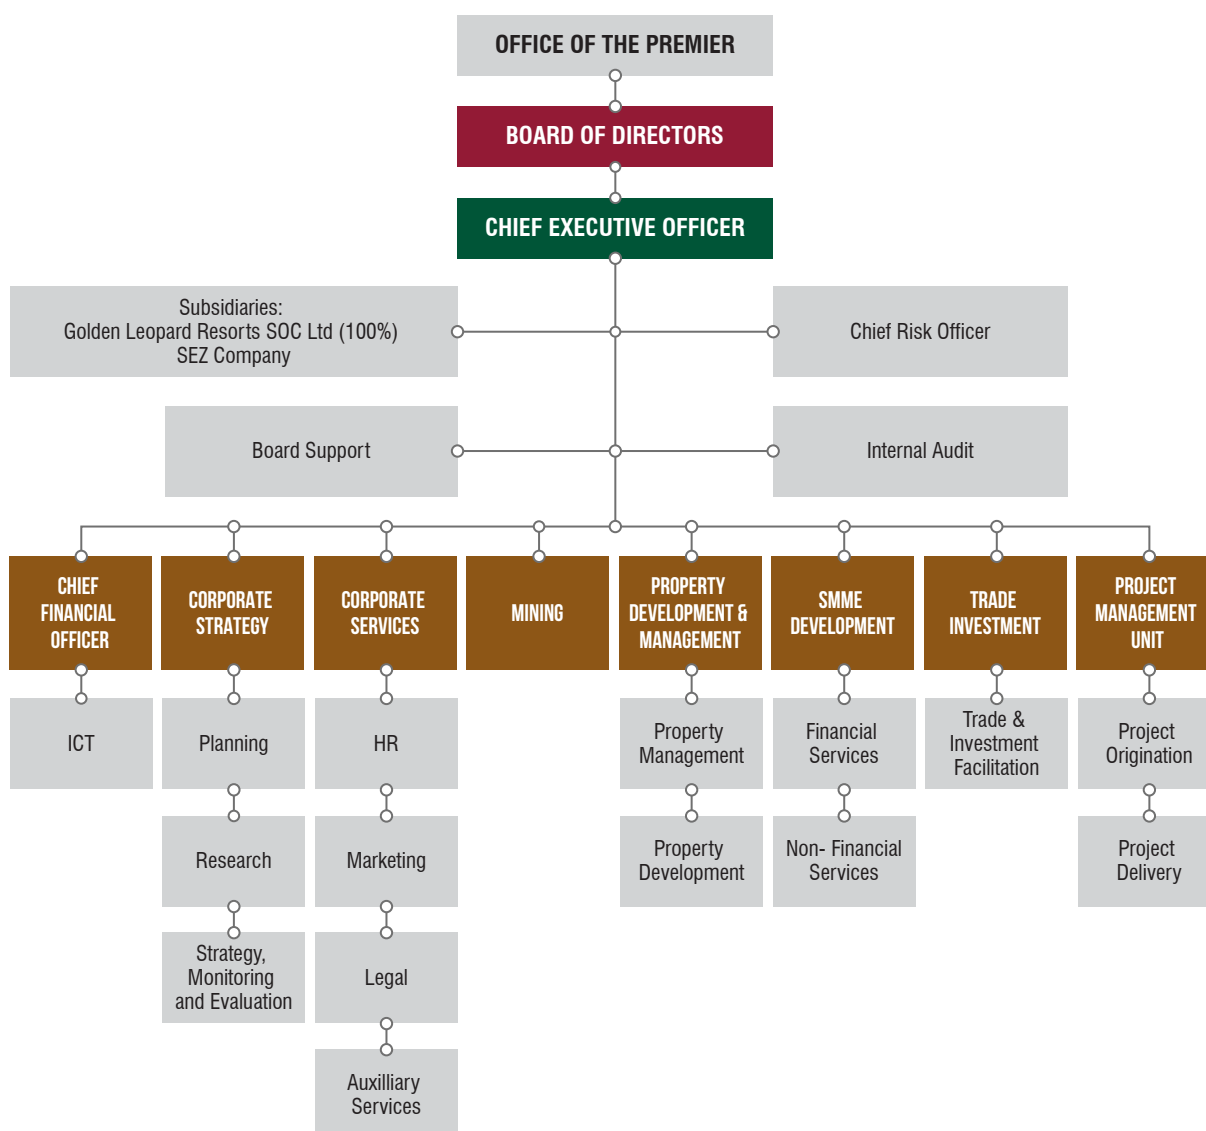 OFFICE OF THE PREMIER
BOARD OF DIRECTORS
CHIEF EXECUTIVE OFFICER
Subsidiaries:
Golden Leopard Resorts SOC Ltd (100%)
SEZ Company
Chief Risk Officer
Board Support
Internal Audit
CHIEF
FINANCIAL
OFFICER
CORPORATE
STRATEGY
CORPORATE
SERVICES
MINING
PROPERTY
DEVELOPMENT &
MANAGEMENT
SMME
DEVELOPMENT
TRADE
INVESTMENT
PROJECT
MANAGEMENT
UNIT
ICT
Planning
HR
Property
Management
Financial
Services
Trade &
Investment
Facilitation
Project
Origination
Research
Marketing
Property
Development
Non- Financial
Services
Project
Delivery
Strategy,
Monitoring
and Evaluation
Legal
Auxilliary
Services